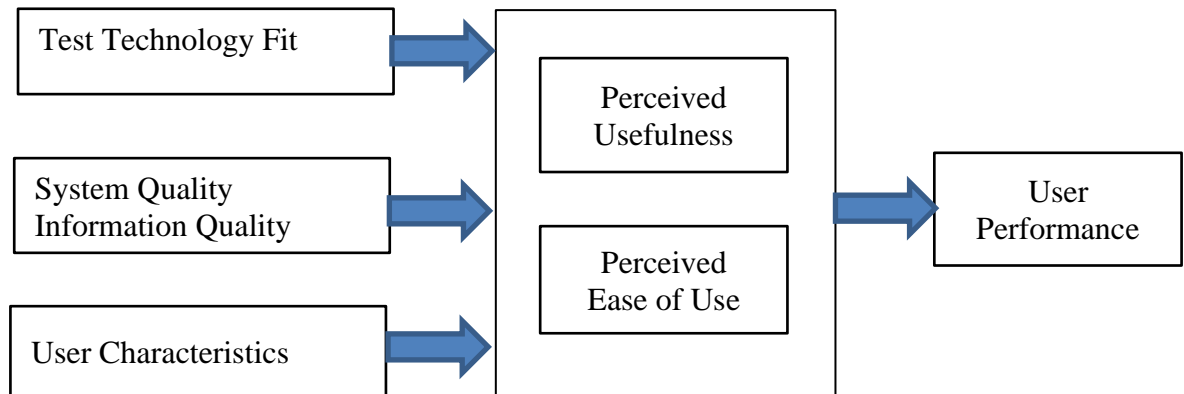 Test Technology Fit
System Quality
Information Quality
User Characteristics
Perceived
Usefulness
Perceived
Ease of Use
User
Performance